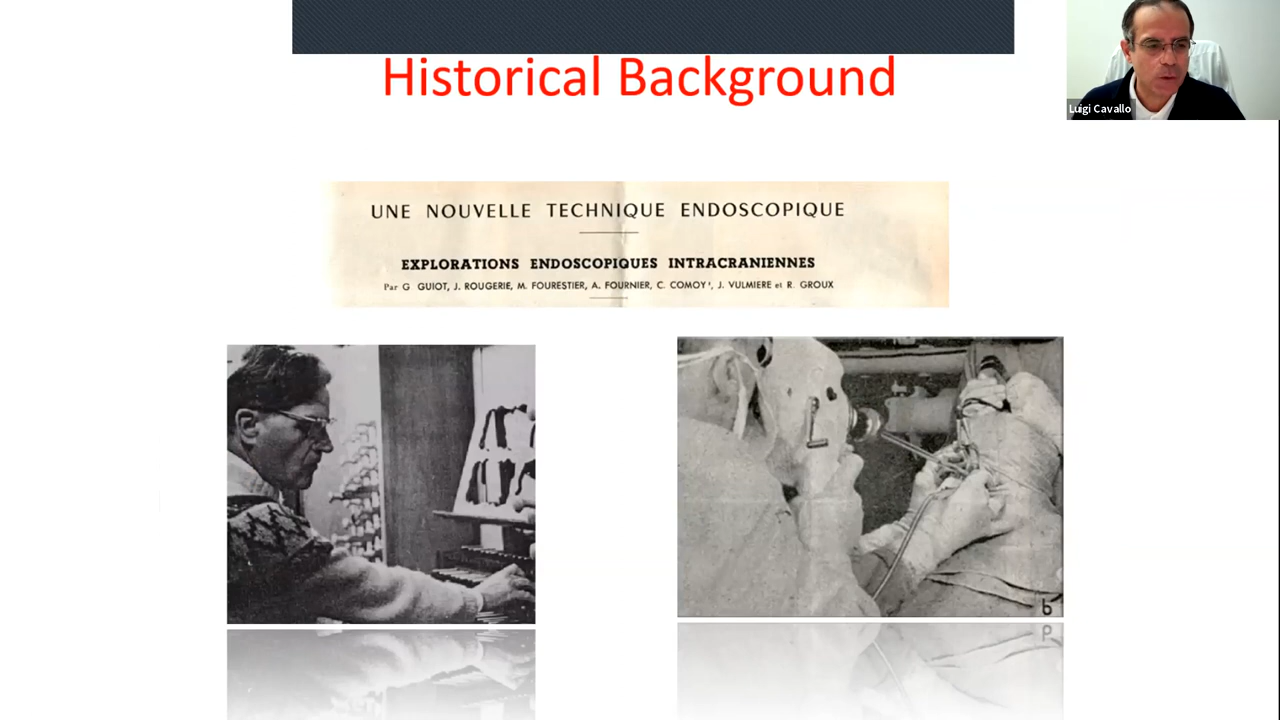 Historical Background
Luigi Cavallo
UNE NOUVELLE TECHNIQUE ENDOSCOPIQUE
EXPLORATIONS ENDOSCOPIQUES INTRACRANIENNES
Par G GUIOT, J. ROUGERIE, M. FOURESTIER, A. FOURNIER, C. COMOY', J. VULMIERE et R. GROUX
b